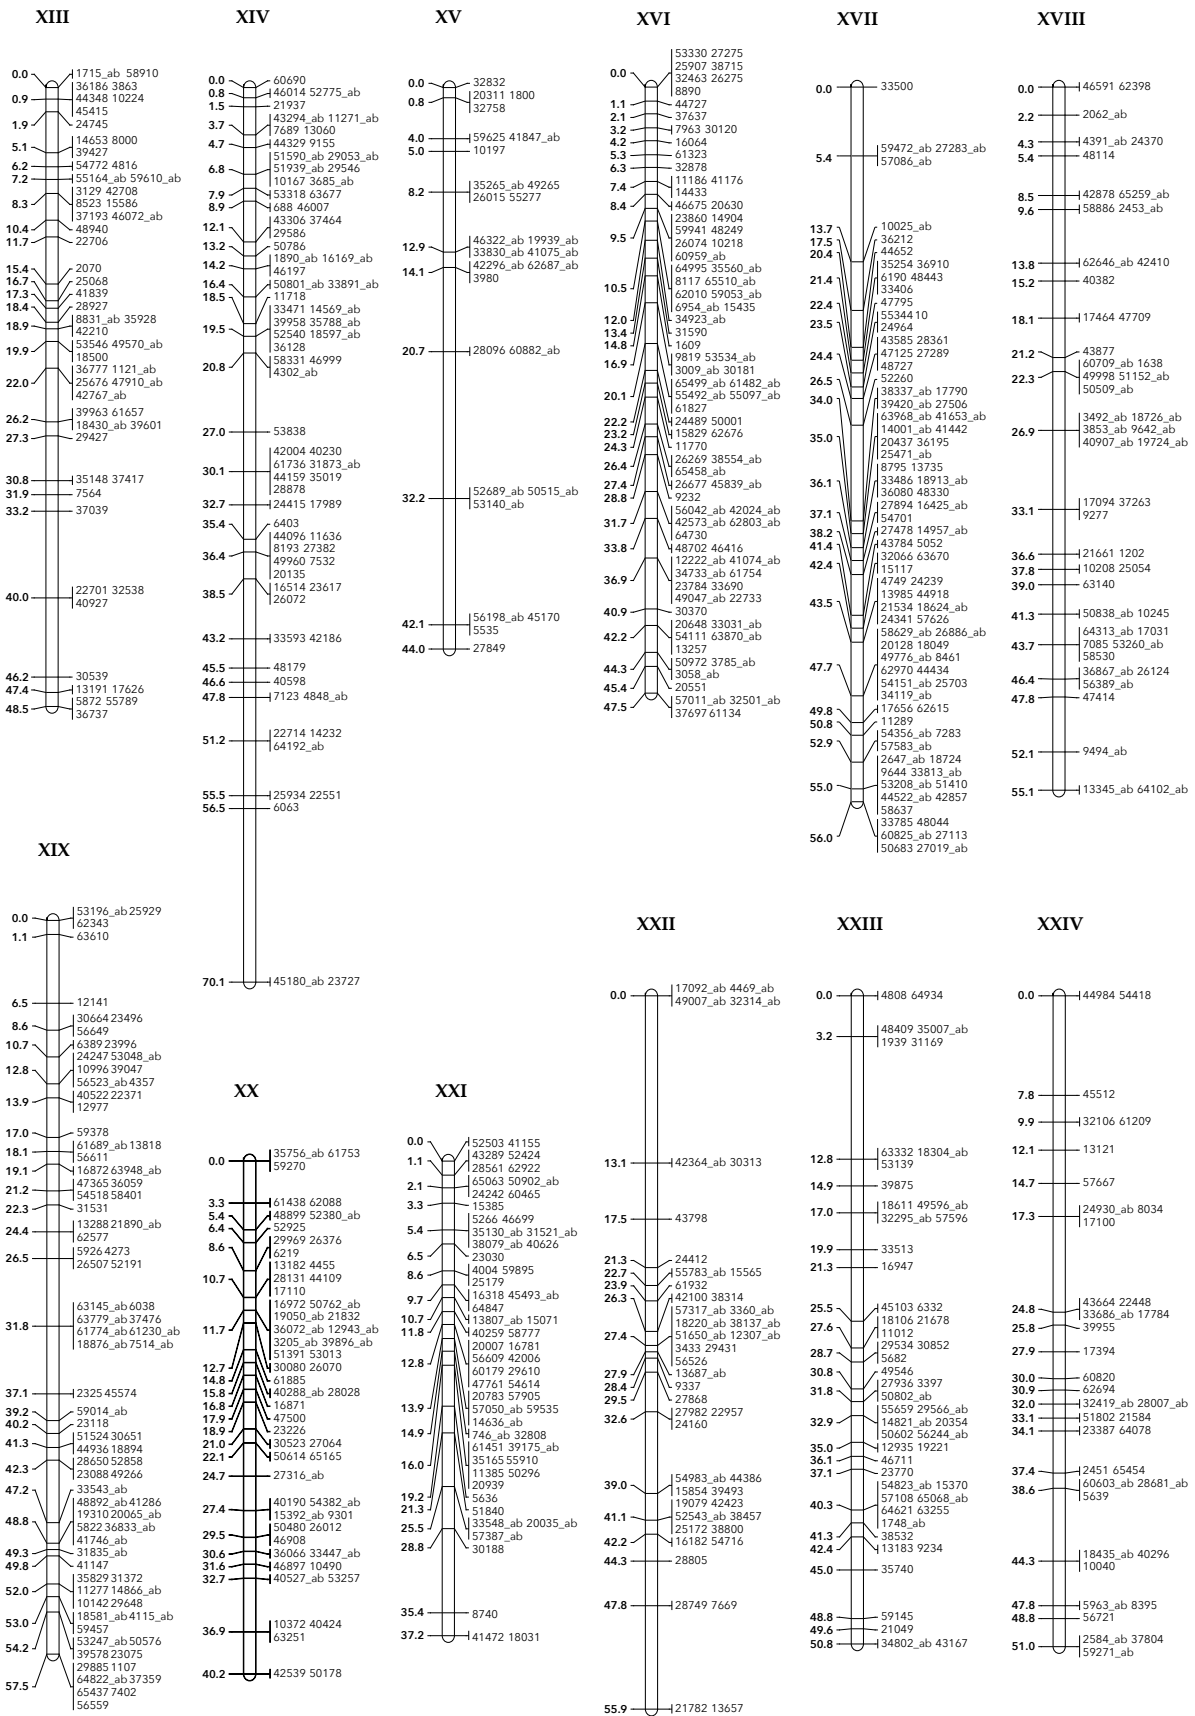 XIII
0.0 1715_ab 58910
0.9 36186 3863
44348 10224
45415
1.9 24745
5.1 14653 8000
39427
6.2 54772 4816
7.2 55164_ab 59610_ab
8.3 3129 42708
8523 15586
37193 46072_ab
10.4 48940
11.7 22706
15.4 2070
16.7 25068
17.3 41839
18.4 28927
18.9 8831_ab 35928
42210
19.9 53546 49570_ab
18500
22.0 36777 1121_ab
25676 47910_ab
42767_ab
26.2 39963 61657
18430_ab 39601
27.3 29427
30.8 35148 37417
31.9 7564
33.2 37039
40.0 22701 32538
40927
46.2 30539
47.4 13191 17626
48.5 5872 55789
36737
XIV
0.0 60690
0.8 46014 52775_ab
1.5 21937
3.7 43294_ab 11271_ab
7689 13060
4.7 44329 9155
6.8 51590_ab 29053_ab
51939_ab 29546
10167 3685_ab
7.9 53318 63677
8.9 688 46007
12.1 43306 37464
29586
13.2 50786
14.2 1890_ab 16169_ab
46197
16.4 50801_ab 33891_ab
18.5 11718
19.5 33471 14569_ab
39958 35788_ab
52540 18597_ab
36128
20.8 58331 46999
4302_ab
27.0 53838
30.1 42004 40230
61736 31873_ab
44159 35019
28878
32.7 24415 17989
35.4 6403
36.4 44096 11636
8193 27382
49960 7532
20135
38.5 16514 23617
26072
43.2 33593 42186
45.5 48179
46.6 40598
47.8 7123 4848_ab
51.2 22714 14232
64192_ab
55.5 25934 22551
56.5 6063
70.1 45180_ab 23727
XV
0.0 32832
0.8 20311 1800
32758
4.0 59625 41847_ab
5.0 10197
8.2 35265_ab 49265
26015 55277
12.9 46322_ab 19939_ab
33830_ab 41075_ab
14.1 42296_ab 62687_ab
3980
20.7 28096 60882_ab
32.2 52689_ab 50515_ab
53140_ab
42.1 56198_ab 45170
5535
44.0 27849
XVI
0.0 53330 27275
25907 38715
32463 26275
8890
1.1 44727
2.1 37637
3.2 7963 30120
4.2 16064
5.3 61323
6.3 32878
7.4 11186 41176
14433
8.4 46675 20630
9.5 23860 14904
59941 48249
26074 10218
60959_ab
10.5 64995 35560_ab
8117 65510_ab
62010 59053_ab
6954_ab 15435
12.0 34923_ab
13.4 31590
14.8 1609
16.9 9819 53534_ab
3009_ab 30181
20.1 65499_ab 61482_ab
55492_ab 55097_ab
61827
22.2 24489 50001
23.2 15829 62676
24.3 11770
26.4 26269 38554_ab
65458_ab
27.4 26677 45839_ab
28.8 9232
31.7 56042_ab 42024_ab
42573_ab 62803_ab
64730
33.8 48702 46416
36.9 12222_ab 41074_ab
34733_ab 61754
23784 33690
49047_ab 22733
40.9 30370
42.2 20648 33031_ab
54111 63870_ab
13257
44.3 50972 3785_ab
3058_ab
45.4 20551
47.5 57011_ab 32501_ab
37697 61134
XVII
0.0 33500
5.4 59472_ab 27283_ab
57086_ab
13.7 10025_ab
17.5 36212
20.4 44652
21.4 35254 36910
6190 48443
33406
22.4 47795
23.5 55344 10
24964
24.4 43585 28361
47125 27289
48727
26.5 52260
34.0 38337_ab 17790
39420_ab 27506
35.0 63968_ab 41653_ab
14001_ab 41442
20437 36195
25471_ab
36.1 8795 13735
33486 18913_ab
36080 48330
37.1 27894 16425_ab
54701
38.2 27478 14957_ab
41.4 43784 5052
42.4 32066 63670
15117
43.5 4749 24239
13985 44918
21534 18624_ab
24341 57626
47.7 58629_ab 26886_ab
20128 18049
49776_ab 8461
62970 44434
54151_ab 25703
34119_ab
49.8 17656 62615
50.8 11289
52.9 54356_ab 7283
57583_ab
55.0 2647_ab 18724
9644 33813_ab
53208_ab 51410
44522_ab 42857
58637
56.0 33785 48044
60825_ab 27113
50683 27019_ab
XVIII
0.0 46591 62398
2.2 2062_ab
4.3 4391_ab 24370
5.4 48114
8.5 42878 65259_ab
9.6 58886 2453_ab
13.8 62646_ab 42410
15.2 40382
18.1 17464 47709
21.2 43877
22.3 60709_ab 1638
49998 51152_ab
50509_ab
26.9 3492_ab 18726_ab
3853_ab 9642_ab
40907_ab 19724_ab
33.1 17094 37263
9277
36.6 21661 1202
37.8 10208 25054
39.0 63140
41.3 50838_ab 10245
43.7 64313_ab 17031
7085 53260_ab
58530
46.4 36867_ab 26124
56389_ab
47.8 47414
52.1 9494_ab
55.1 13345_ab 64102_ab
XIX
0.0 53196_ab 25929
62343
1.1 63610
6.5 12141
8.6 30664 23496
56649
10.7 6389 23996
24247 53048_ab
12.8 10996 39047
56523_ab 4357
13.9 40522 22371
12977
17.0 59378
18.1 61689_ab 13818
56611
19.1 16872 63948_ab
21.2 47365 36059
54518 58401
22.3 31531
24.4 13288 21890_ab
62577
26.5 5926 4273
26507 52191
31.8 63145_ab 6038
63779_ab 37476
61774_ab 61230_ab
18876_ab 7514_ab
37.1 2325 45574
39.2 59014_ab
40.2 23118
41.3 51524 30651
44936 18894
42.3 28650 52858
23088 49266
47.2 33543_ab
48.8 48892_ab 41286
19310 20065_ab
5822 36833_ab
41746_ab
49.3 31835_ab
49.8 41147
52.0 35829 31372
11277 14866_ab
10142 29648
53.0 18581_ab 4115_ab
59457
54.2 53247_ab 50576
39578 23075
57.5 29885 1107
64822_ab 37359
65437 7402
56559
XX
0.0 35756_ab 61753
59270
3.3 61438 62088
5.4 48899 52380_ab
6.4 52925
8.6 29969 26376
6219
10.7 13182 4455
28131 44109
17110
11.7 16972 50762_ab
19050_ab 21832
36072_ab 12943_ab
3205_ab 39896_ab
51391 53013
12.7 30080 26070
14.8 61885
15.8 40288_ab 28028
16.8 16871
17.9 47500
18.9 23226
21.0 30523 27064
22.1 50614 65165
24.7 27316_ab
27.4 40190 54382_ab
15392_ab 9301
29.5 50480 26012
46908
30.6 36066 33447_ab
31.6 46897 10490
32.7 40527_ab 53257
36.9 10372 40424
63251
40.2 42539 50178
XXI
0.0 52503 41155
1.1 43289 52424
28561 62922
2.1 65063 50902_ab
24242 60465
3.3 15385
5.4 5266 46699
35130_ab 31521_ab
38079_ab 40626
6.5 23030
8.6 4004 59895
25179
9.7 16318 45493_ab
64847
10.7 13807_ab 15071
11.8 40259 58777
12.8 20007 16781
56609 42006
60179 29610
47761 54614
13.9 20783 57905
57050_ab 59535
14636_ab
14.9 746_ab 32808
61451 39175_ab
16.0 35165 55910
11385 50296
20939
19.2 5636
21.3 51840
25.5 33548_ab 20035_ab
57387_ab
28.8 30188
35.4 8740
37.2 41472 18031
XXII
0.0 17092_ab 4469_ab
49007_ab 32314_ab
13.1 42364_ab 30313
17.5 43798
21.3 24412
22.7 55783_ab 15565
23.9 61932
26.3 42100 38314
27.4 57317_ab 3360_ab
18220_ab 38137_ab
51650_ab 12307_ab
3433 29431
56526
27.9 13687_ab
28.4 9337
29.5 27868
32.6 27982 22957
24160
39.0 54983_ab 44386
15854 39493
41.1 19079 42423
52543_ab 38457
25172 38800
42.2 16182 54716
44.3 28805
47.8 28749 7669
55.9 21782 13657
XXIII
0.0 4808 64934
3.2 48409 35007_ab
1939 31169
12.8 63332 18304_ab
53139
14.9 39875
17.0 18611 49596_ab
32295_ab 57596
19.9 33513
21.3 16947
25.5 45103 6332
27.6 18106 21678
11012
28.7 29534 30852
5682
30.8 49546
31.8 27936 3397
50802_ab
32.9 55659 29566_ab
14821_ab 20354
50602 56244_ab
35.0 12935 19221
36.1 46711
37.1 23770
40.3 54823_ab 15370
57108 65068_ab
64621 63255
1748_ab
41.3 38532
42.4 13183 9234
45.0 35740
48.8 59145
49.6 21049
50.8 34802_ab 43167
XXIV
0.0 44984 54418
7.8 45512
9.9 32106 61209
12.1 13121
14.7 57667
17.3 24930_ab 8034
17100
24.8 43664 22448
33686_ab 17784
25.8 39955
27.9 17394
30.0 60820
30.9 62694
32.0 32419_ab 28007_ab
33.1 51802 21584
34.1 23387 64078
37.4 2451 65454
38.6 60603_ab 28681_ab
5639
44.3 18435_ab 40296
10040
47.8 5963_ab 8395
48.8 56721
51.0 2584_ab 37804
59271_ab